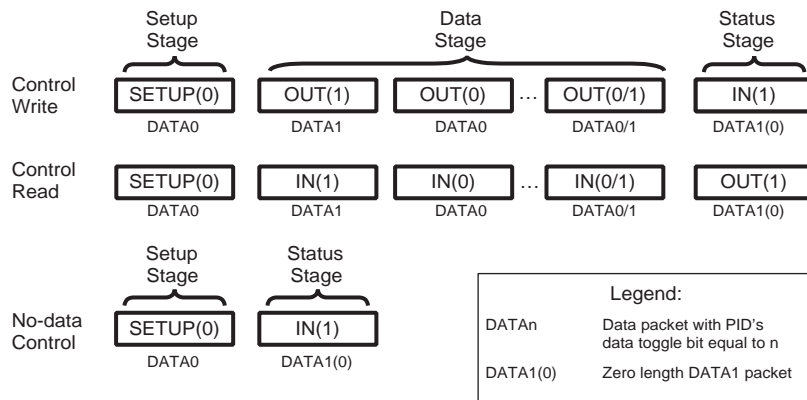 Setup
Stage
Data
Stage
Status
Stage
Control
Write
SETUP(0) OUT(1) OUT(0) ... OUT(0/1) IN(1)
DATA0 DATA1 DATA0 DATA0/1 DATA1(0)
Control
Read
SETUP(0) IN(1) IN(0) ... IN(0/1) OUT(1)
DATA0 DATA1 DATA0 DATA0/1 DATA1(0)
Setup
Stage
Status
Stage
No-data
Control
SETUP(0) IN(1)
DATA0 DATA1(0)
Legend:
DATAn Data packet with PID's
data toggle bit equal to n
DATA1(0) Zero length DATA1 packet